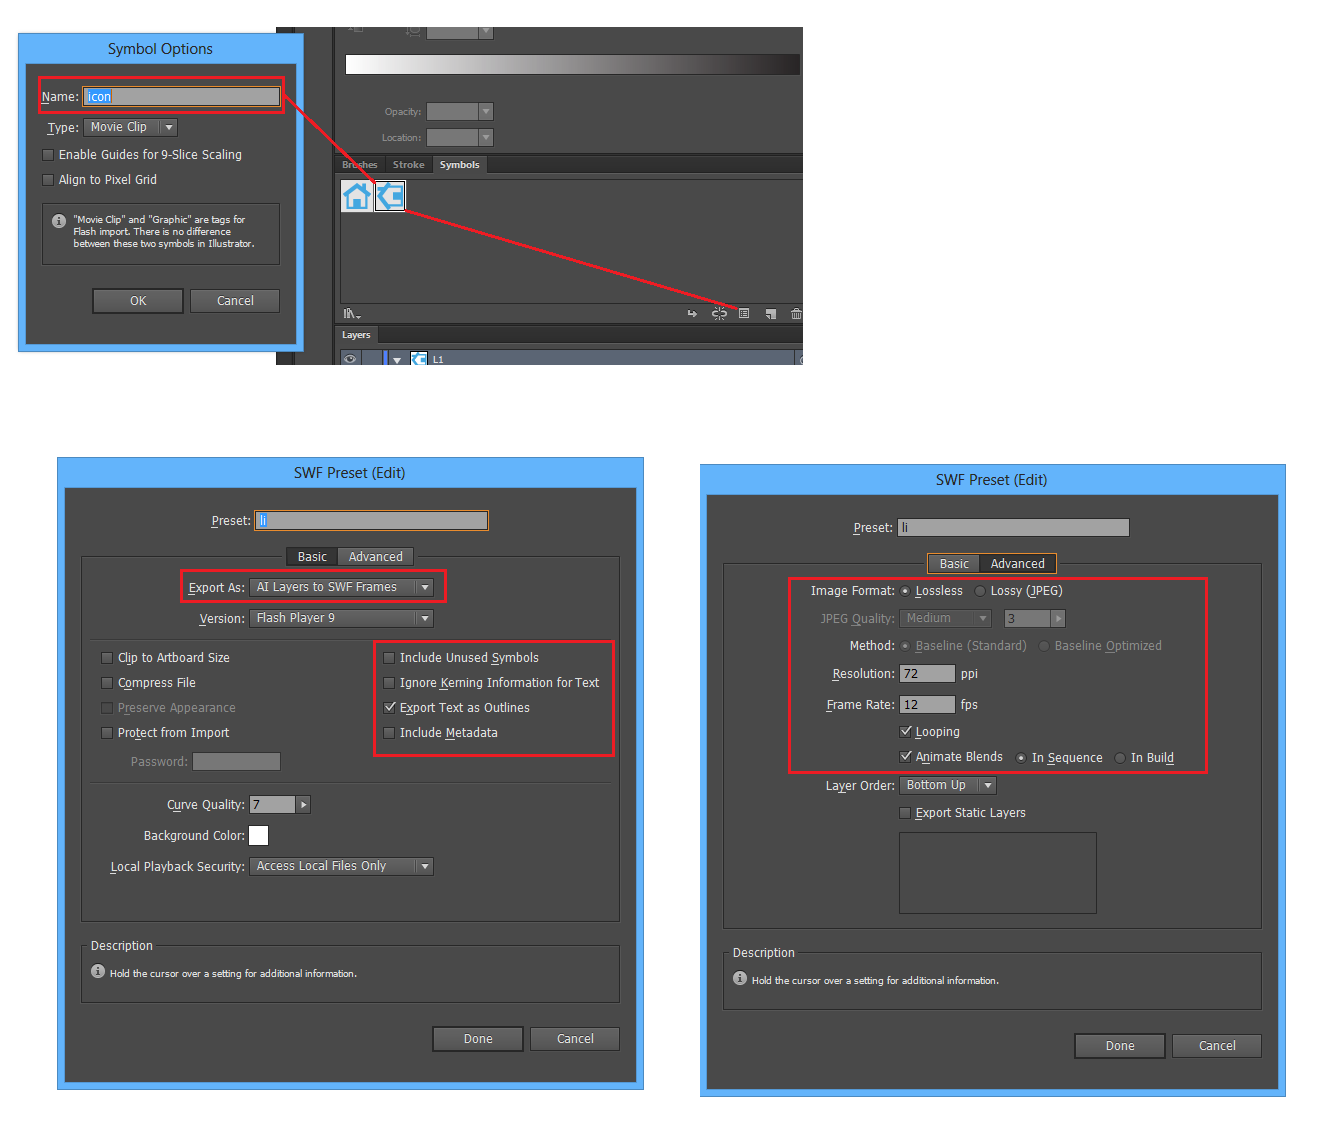 Symbol Options
Name: icon
Type: Movie Clip
Enable Guides for 9-Slice Scaling
Align to Pixel Grid
"Movie Clip" and "Graphic" are tags for
Flash import. There is no difference
between these two symbols in Illustrator.
OK Cancel
Opacity:
Location:
Brushes Stroke Symbols
Layers
L1
SWF Preset (Edit)
Preset: li
Basic Advanced
Export As: AI Layers to SWF Frames
Version: Flash Player 9
Clip to Artboard Size Include Unused Symbols
Compress File Ignore Kerning Information for Text
Preserve Appearance Export Text as Outlines
Protect from Import Include Metadata
Password:
Curve Quality: 7
Background Color:
Local Playback Security: Access Local Files Only
Description
Hold the cursor over a setting for additional information.
Done Cancel
SWF Preset (Edit)
Preset: li
Basic Advanced
Image Format: Lossless Lossy (JPEG)
JPEG Quality: Medium 3
Method: Baseline (Standard) Baseline Optimized
Resolution: 72 ppi
Frame Rate: 12 fps
Looping
Animate Blends In Sequence In Build
Layer Order: Bottom Up
Export Static Layers
Description
Hold the cursor over a setting for additional information.
Done Cancel